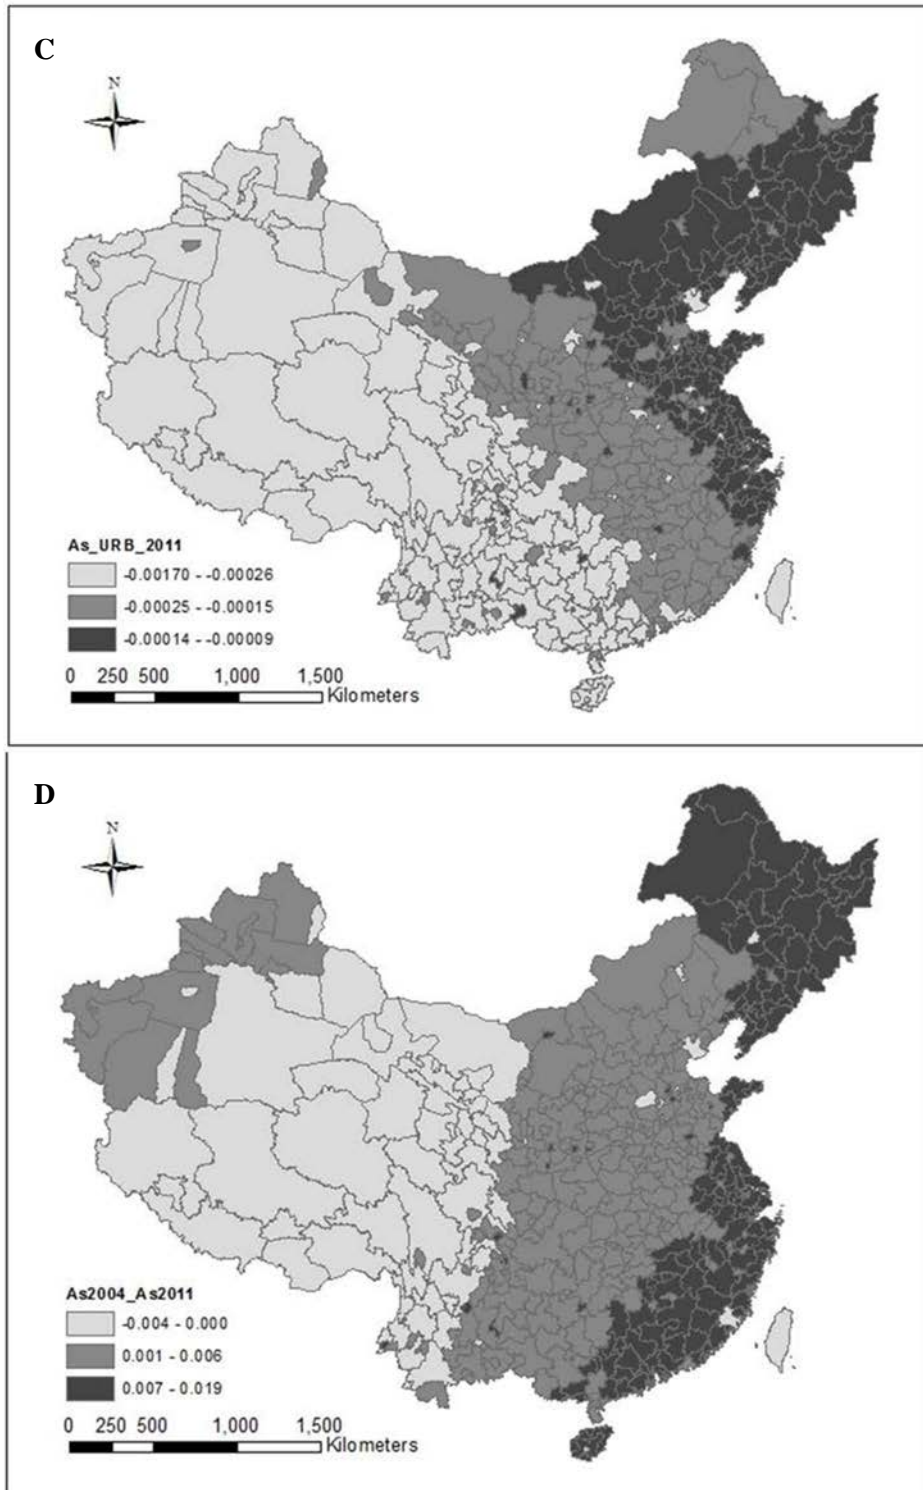 C
N
As_URB_2011
-0.00170 - -0.00026
-0.00025 - -0.00015
-0.00014 - -0.00009
0 250 500 1,000 1,500
Kilometers
D
N
As2004_As2011
-0.004 - 0.000
0.001 - 0.006
0.007 - 0.019
0 250 500 1,000 1,500
Kilometers